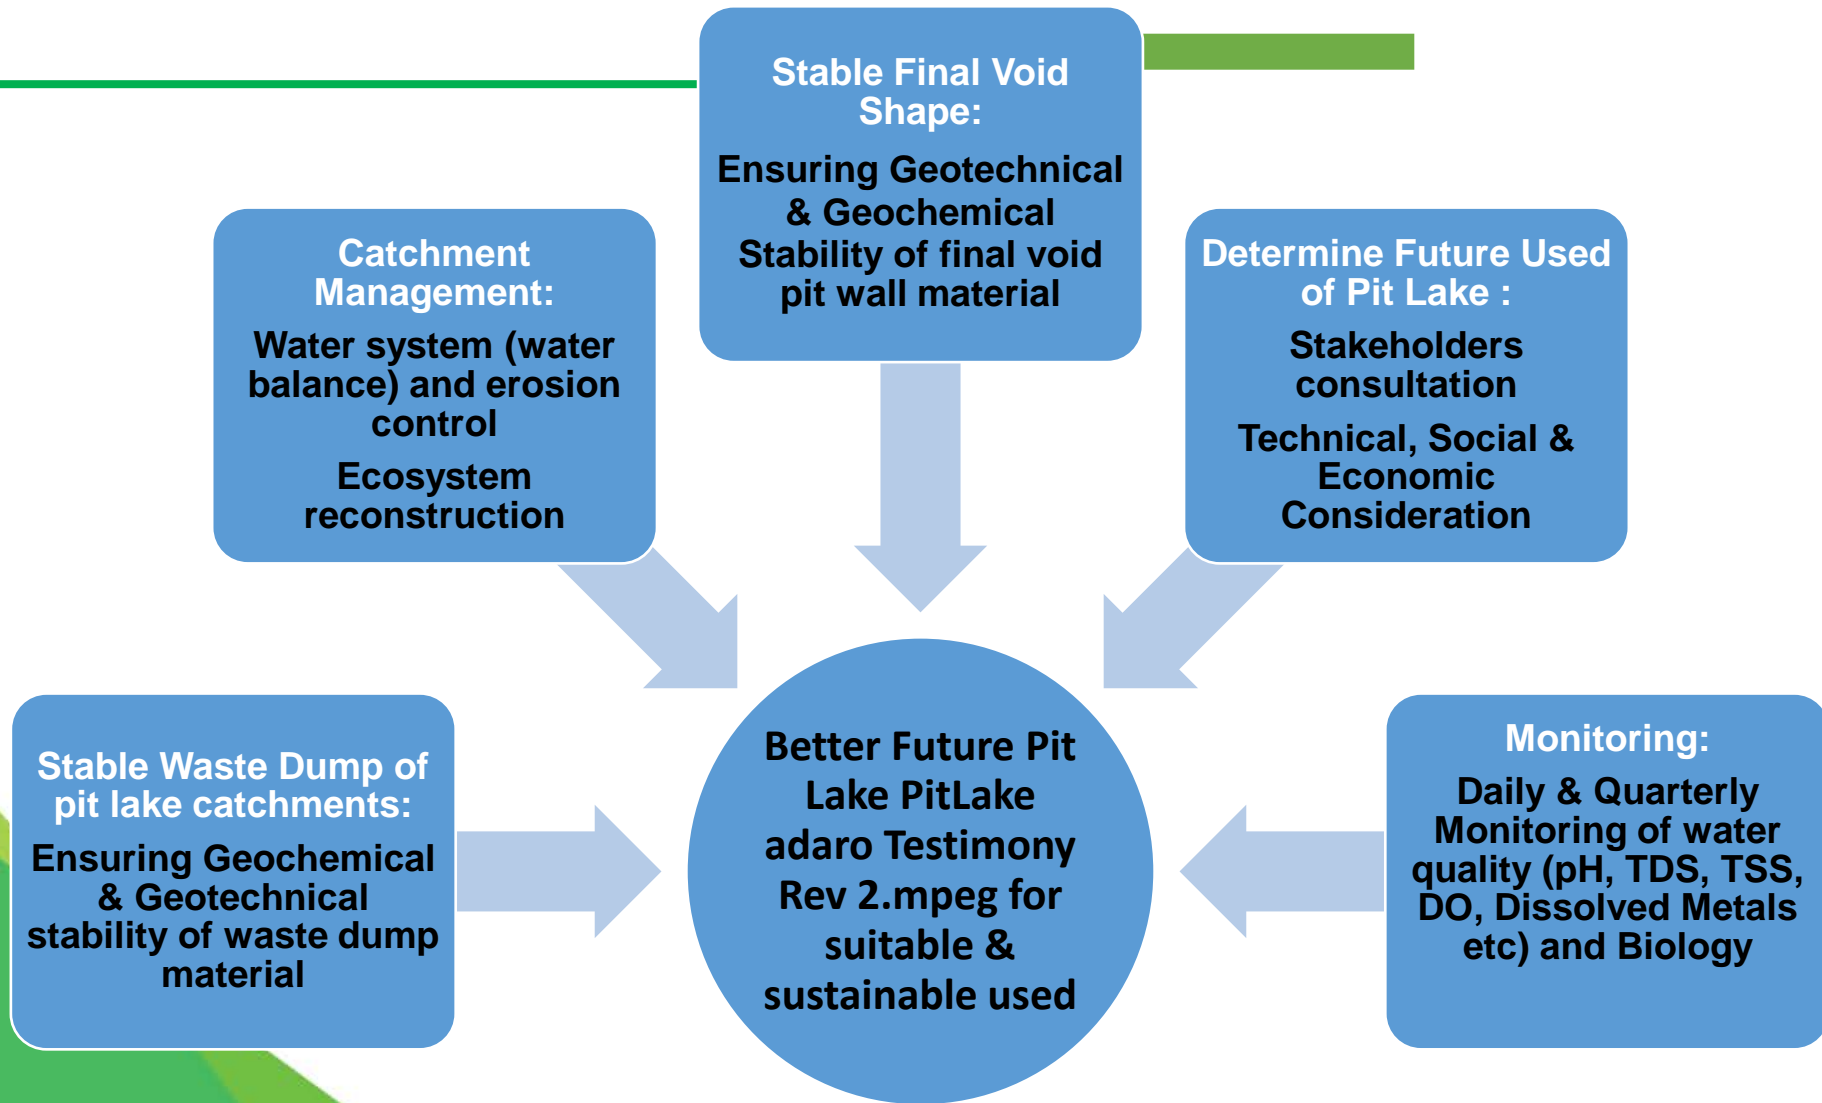 Stable Final Void
Shape:
Ensuring Geotechnical
& Geochemical
Stability of final void
pit wall material
Catchment
Management:
Water system (water
balance) and erosion
control
Ecosystem
reconstruction
Determine Future Used
of Pit Lake :
Stakeholders
consultation
Technical, Social &
Economic
Consideration
Stable Waste Dump of
pit lake catchments:
Ensuring Geochemical
& Geotechnical
stability of waste dump
material
Better Future Pit
Lake PitLake
adaro Testimony
Rev 2.mpeg for
suitable &
sustainable used
Monitoring:
Daily & Quarterly
Monitoring of water
quality (pH, TDS, TSS,
DO, Dissolved Metals
etc) and Biology